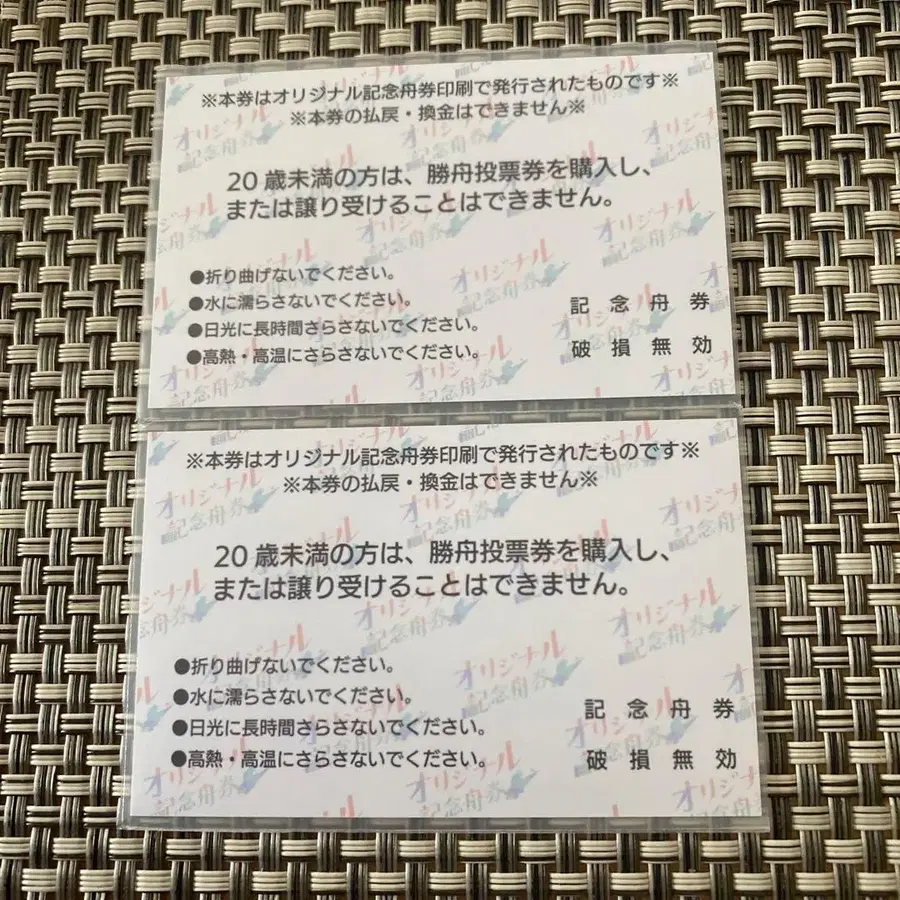 ※本券はオリジナル記念舟券印刷で発行されたものです※
※本券の払戻・換金はできません※
20歳未満の方は、勝舟投票券を購入し、
または譲り受けることはできません。
●折り曲げないでください。
●水に濡らさないでください。
●日光に長時間さらさないでください。
●高熱・高温にさらさないでください。
記念舟券
破損無効
※本券はオリジナル記念舟券印刷で発行されたものです※
※本券の払戻・換金はできません※
20歳未満の方は、勝舟投票券を購入し、
または譲り受けることはできません。
●折り曲げないでください。
●水に濡らさないでください。
●日光に長時間さらさないでください。
●高熱・高温にさらさないでください。
記念舟券
破損無効
オリジナル
記念舟券